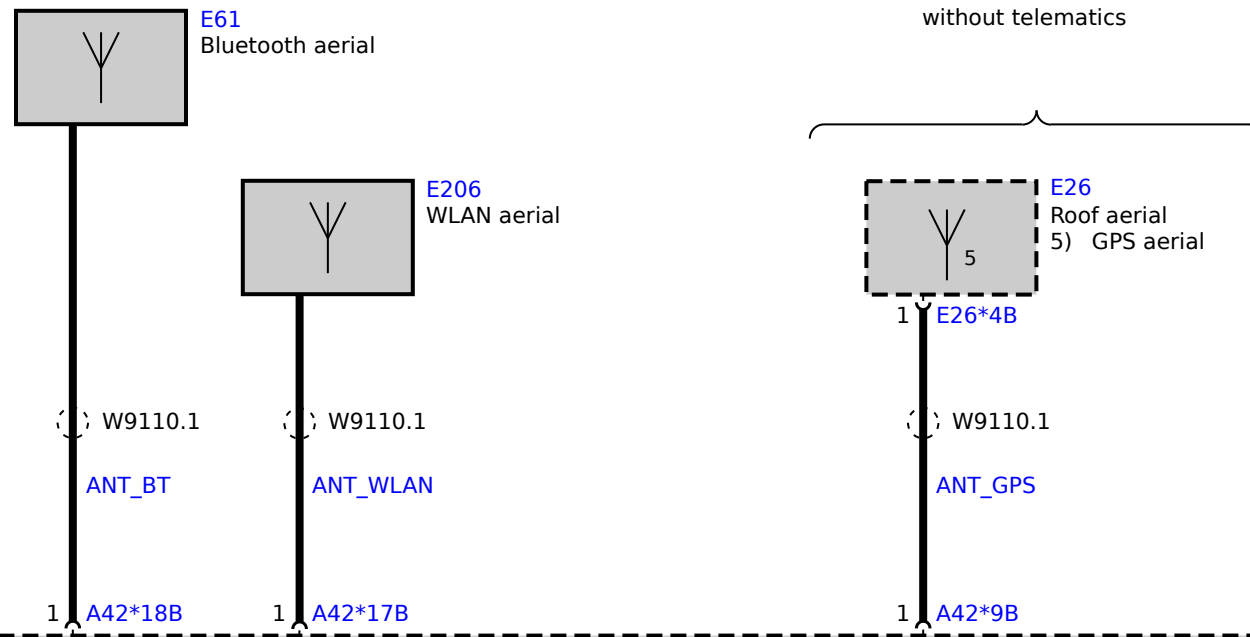 E61
Bluetooth aerial
without telematics
E206
WLAN aerial
E26
Roof aerial
5) GPS aerial
5
1 E26*4B
W9110.1
W9110.1
W9110.1
ANT_BT
ANT_WLAN
ANT_GPS
1 A42*18B
1 A42*17B
1 A42*9B